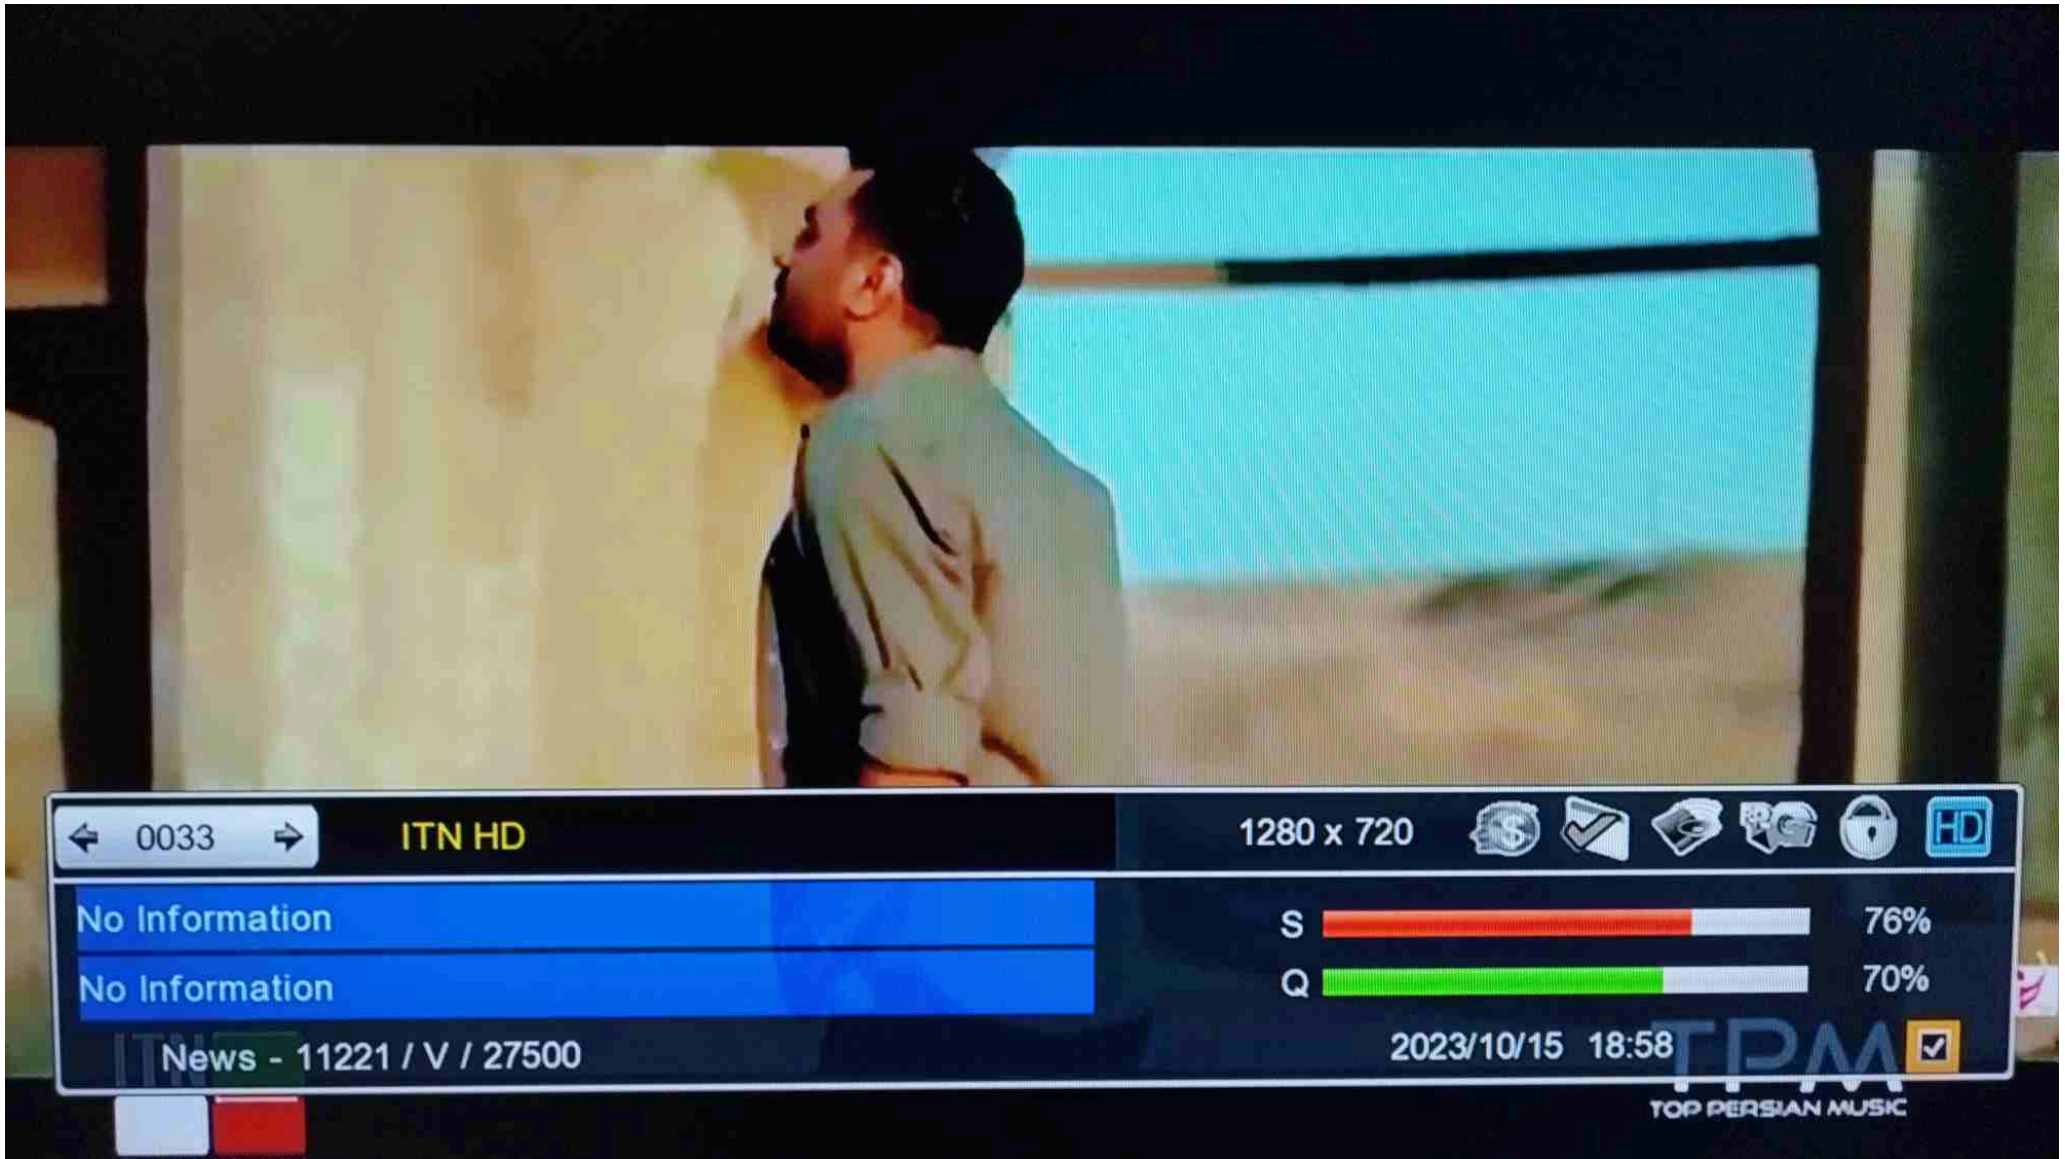 0033 ITN HD 1280 x 720 $ HD
No Information
S 76%
No Information
Q 70%
ITN
News - 11221 / V / 27500 2023/10/15 18:58
TPM
TOP PERSIAN MUSIC